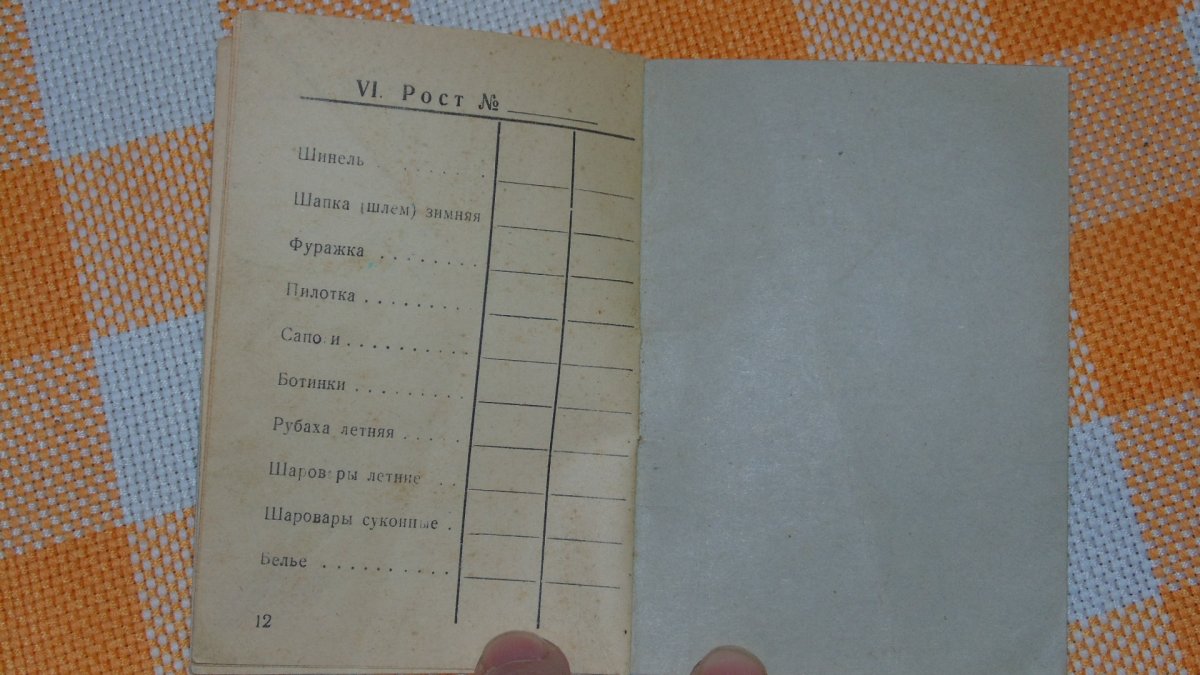 VI. Рост №
Шинель . . . . . . .
Шапка (шлем) зимняя
Фуражка . . . . . . . .
Пилотка . . . . . . . .
Сапо и . . . . . . . . . .
Ботинки . . . . . . . . .
Рубаха летняя . . . . .
Шаров ры летние . . .
Шаровары суконные .
Белье . . . . . . . . . .
12